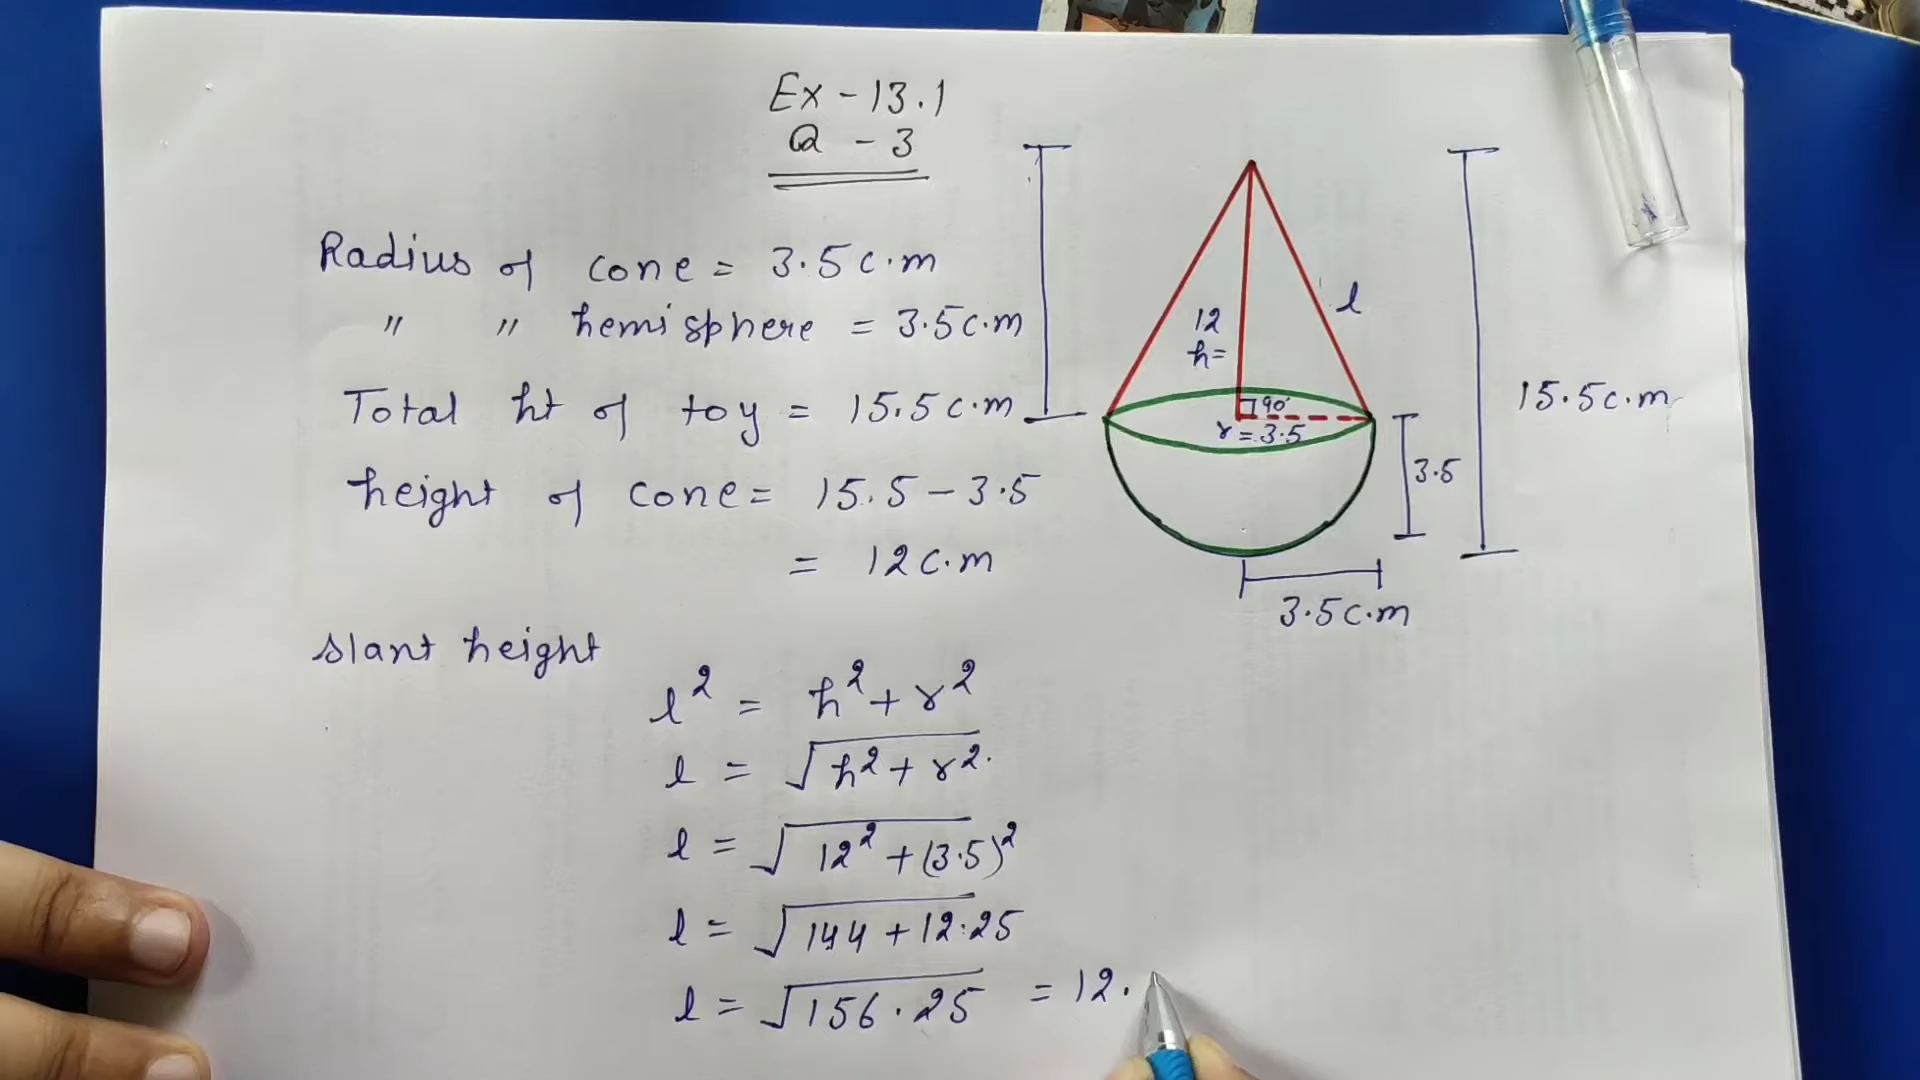 Ex - 13.1
Q - 3
Radius of cone = 3.5 c.m
" " hemisphere = 3.5 c.m
Total ht of toy = 15.5 c.m
height of cone = 15.5 - 3.5
= 12 c.m
slant height
l² = h² + r²
l = √h² + r².
l = √12² + (3.5)²
l = √144 + 12.25
l = √156.25 = 12.
l
12
h =
90°
r = 3.5
3.5
15.5 c.m
3.5 c.m